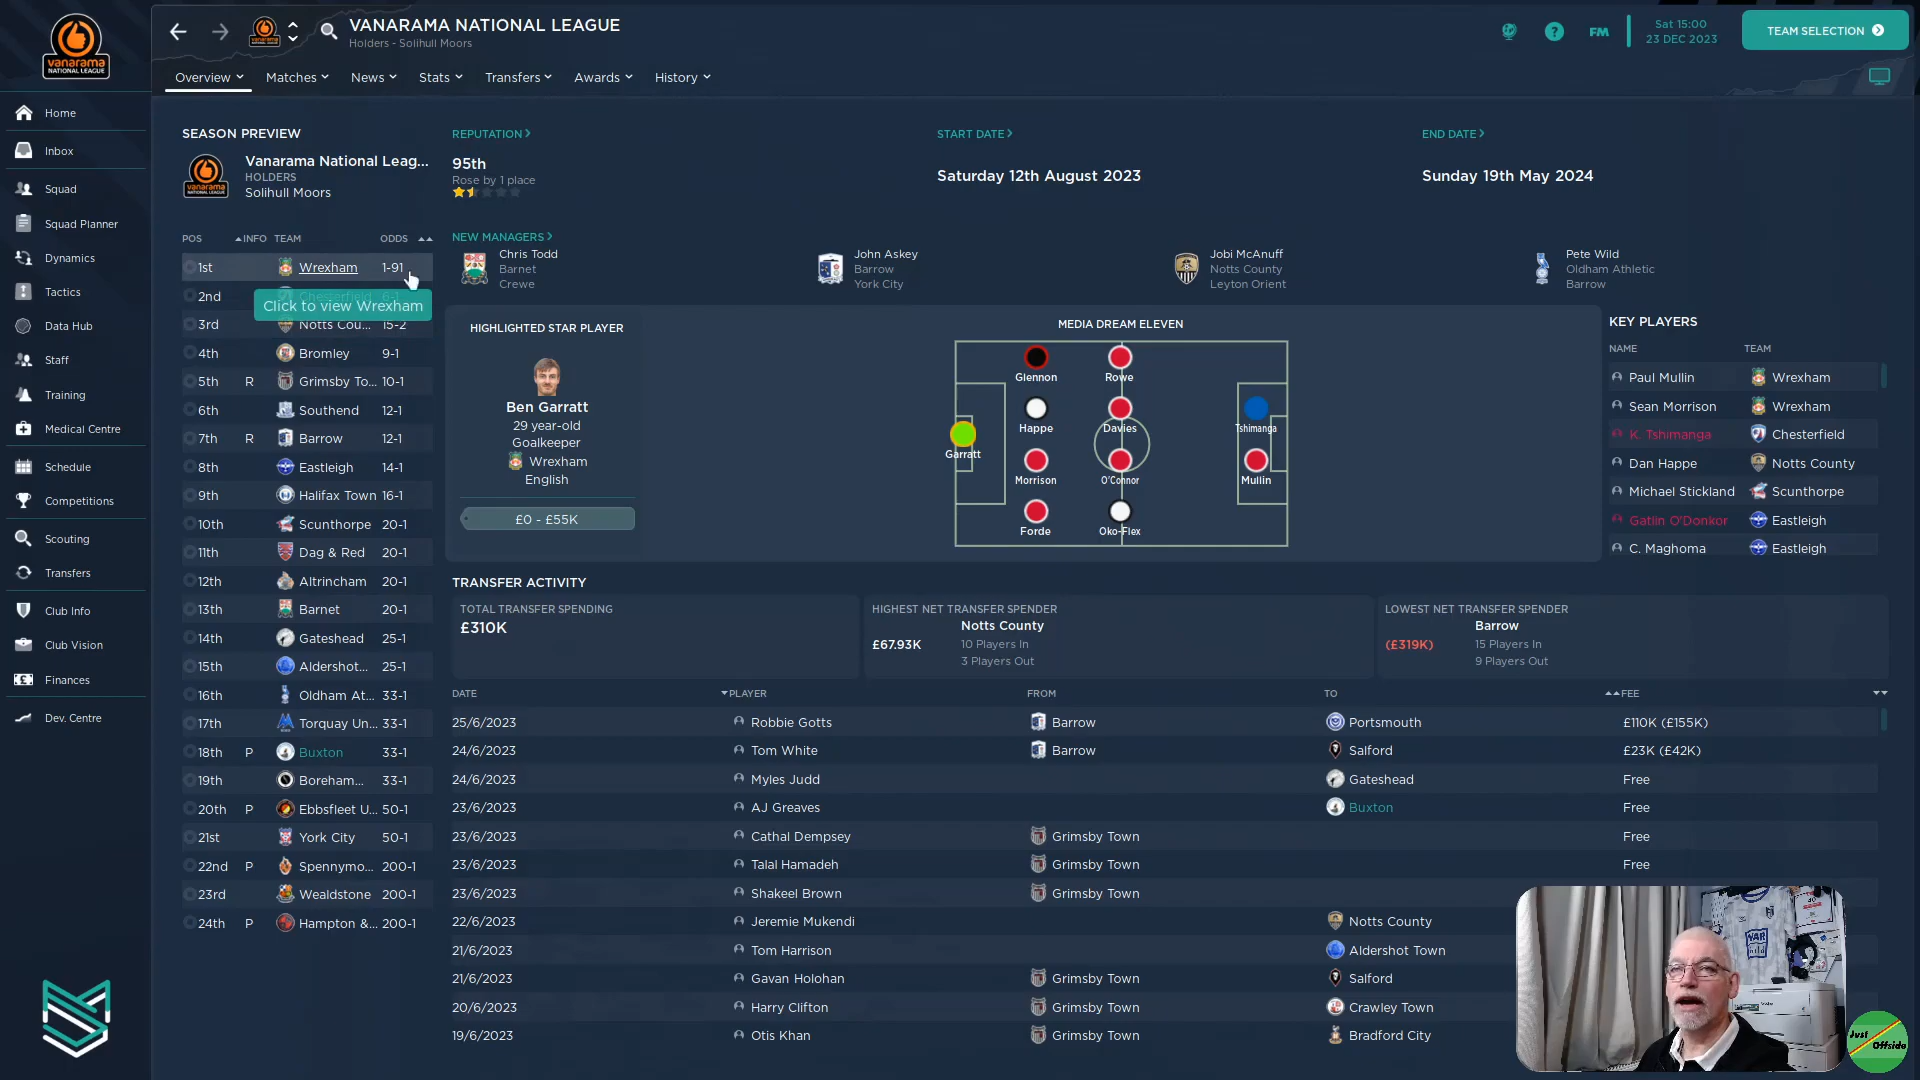 vanarama
NATIONAL LEAGUE
VANARAMA NATIONAL LEAGUE
Holders - Solihull Moors
FM
Sat 15:00
23 DEC 2023
TEAM SELECTION
Overview
Matches
News
Stats
Transfers
Awards
History
Home
Inbox
Squad
Squad Planner
Dynamics
Tactics
Data Hub
Staff
Training
Medical Centre
Schedule
Competitions
Scouting
Transfers
Club Info
Club Vision
Finances
Dev. Centre
SEASON PREVIEW
Vanarama National Leag...
HOLDERS
Solihull Moors
REPUTATION
95th
Rose by 1 place
START DATE
Saturday 12th August 2023
END DATE
Sunday 19th May 2024
POS INFO TEAM ODDS
1st Wrexham 1-91
2nd Chesterfield 6-1
Click to view Wrexham
3rd Notts Cou... 15-2
4th Bromley 9-1
5th R Grimsby To... 10-1
6th Southend 12-1
7th R Barrow 12-1
8th Eastleigh 14-1
9th Halifax Town 16-1
10th Scunthorpe 20-1
11th Dag & Red 20-1
12th Altrincham 20-1
13th Barnet 20-1
14th Gateshead 25-1
15th Aldershot... 25-1
16th Oldham At... 33-1
17th Torquay Un... 33-1
18th P Buxton 33-1
19th Boreham... 33-1
20th P Ebbsfleet U... 50-1
21st York City 50-1
22nd P Spennymo... 200-1
23rd Wealdstone 200-1
24th P Hampton &... 200-1
NEW MANAGERS
Chris Todd
Barnet
Crewe
John Askey
Barrow
York City
Jobi McAnuff
Notts County
Leyton Orient
Pete Wild
Oldham Athletic
Barrow
HIGHLIGHTED STAR PLAYER
Ben Garratt
29 year-old
Goalkeeper
Wrexham
English
£0 - £55K
MEDIA DREAM ELEVEN
Glennon
Rowe
Happe
Davies
Tshimanga
Garratt
Morrison
O'Connor
Mullin
Forde
Oko-Flex
KEY PLAYERS
NAME TEAM
Paul Mullin Wrexham
Sean Morrison Wrexham
K. Tshimanga Chesterfield
Dan Happe Notts County
Michael Stickland Scunthorpe
Gatlin O'Donkor Eastleigh
C. Maghoma Eastleigh
TRANSFER ACTIVITY
TOTAL TRANSFER SPENDING
£310K
HIGHEST NET TRANSFER SPENDER
Notts County
£67.93K
10 Players In
3 Players Out
LOWEST NET TRANSFER SPENDER
Barrow
(£319K)
15 Players In
9 Players Out
DATE PLAYER FROM TO FEE
25/6/2023 Robbie Gotts Barrow Portsmouth £110K (£155K)
24/6/2023 Tom White Barrow Salford £23K (£42K)
24/6/2023 Myles Judd Gateshead Free
23/6/2023 AJ Greaves Buxton Free
23/6/2023 Cathal Dempsey Grimsby Town Free
23/6/2023 Talal Hamadeh Grimsby Town Free
23/6/2023 Shakeel Brown Grimsby Town
22/6/2023 Jeremie Mukendi Notts County
21/6/2023 Tom Harrison Aldershot Town
21/6/2023 Gavan Holohan Grimsby Town Salford
20/6/2023 Harry Clifton Grimsby Town Crawley Town
19/6/2023 Otis Khan Grimsby Town Bradford City
Just
Offside